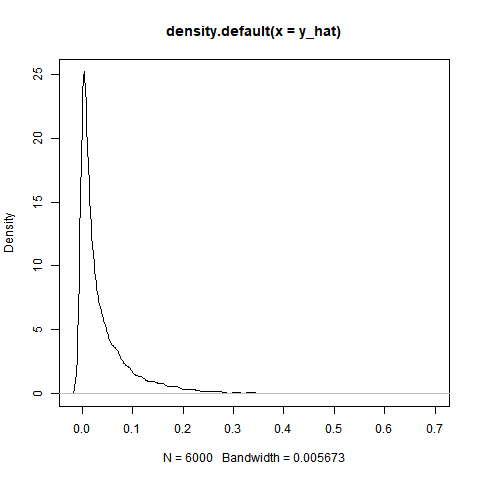 density.default(x = y_hat)
Density
0
5
10
15
20
25
0.0 0.1 0.2 0.3 0.4 0.5 0.6 0.7
N = 6000 Bandwidth = 0.005673